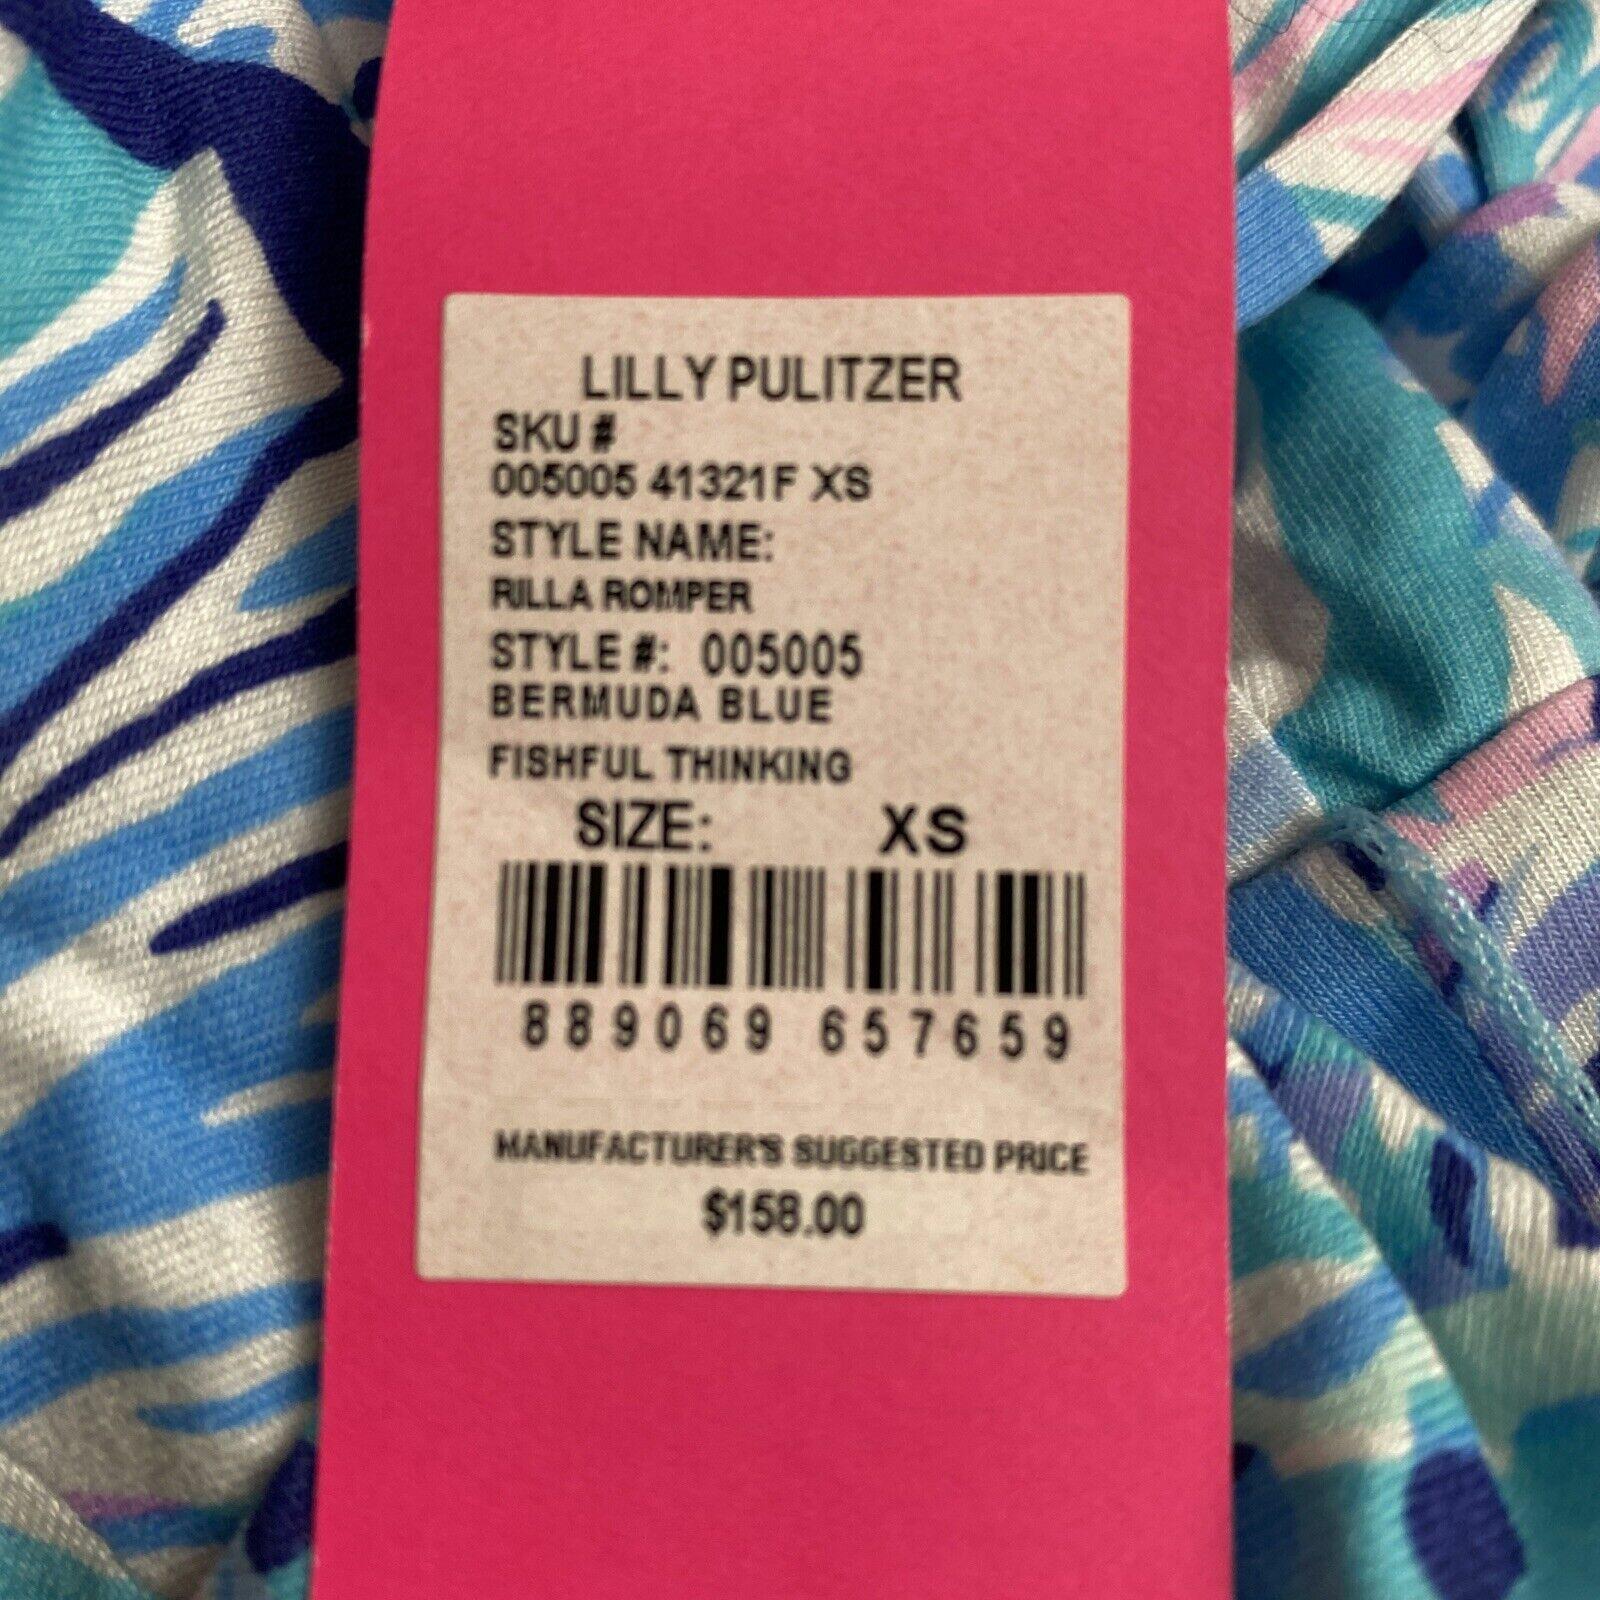 LILLY PULITZER
SKU #
005005 41321F XS
STYLE NAME:
RILLA ROMPER
STYLE #: 005005
BERMUDA BLUE
FISHFUL THINKING
SIZE: XS
889069 657659
MANUFACTURER'S SUGGESTED PRICE
$158.00